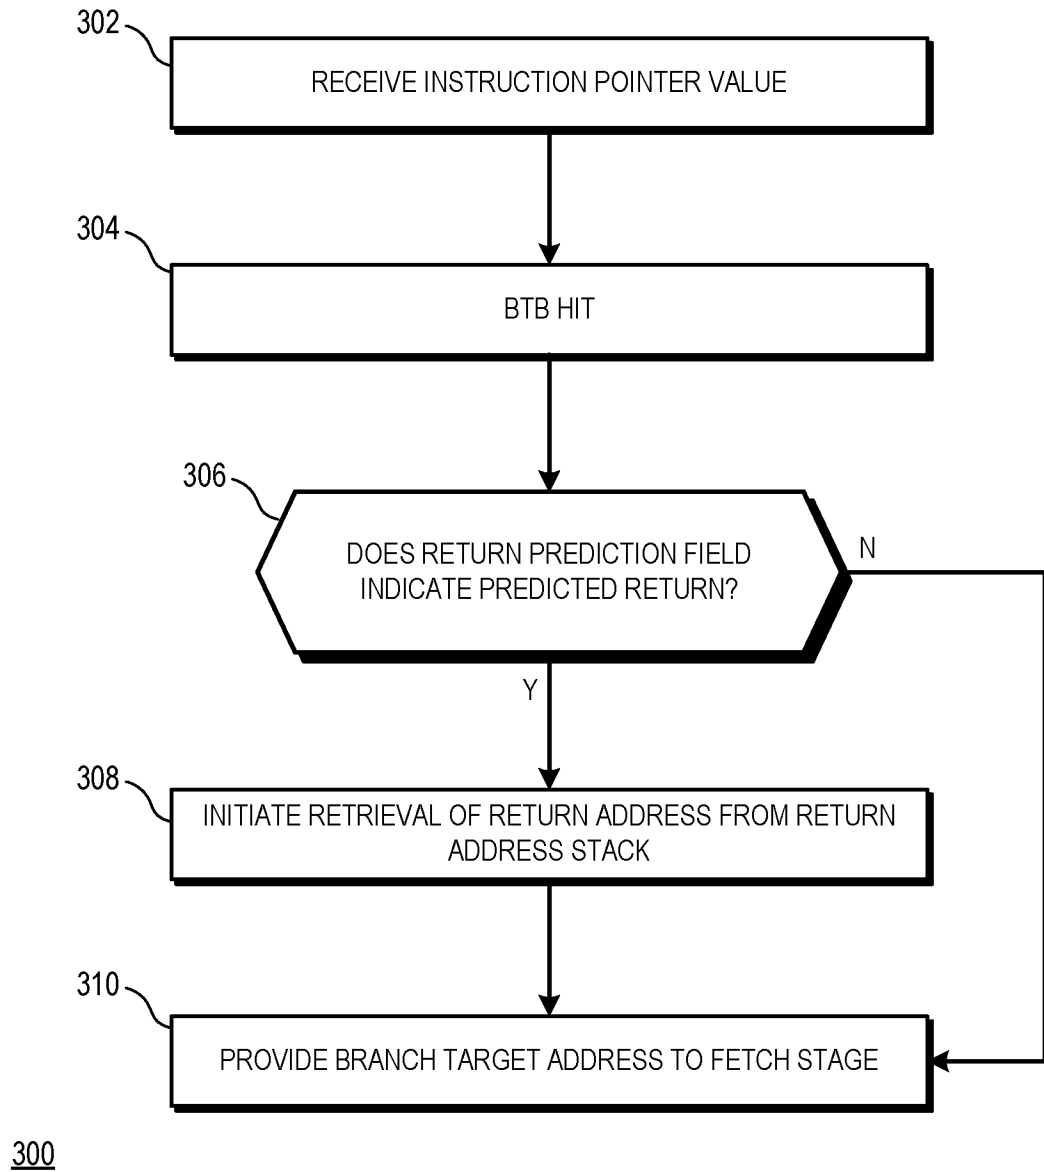 302
RECEIVE INSTRUCTION POINTER VALUE
304
BTB HIT
306
DOES RETURN PREDICTION FIELD
INDICATE PREDICTED RETURN?
N
Y
308
INITIATE RETRIEVAL OF RETURN ADDRESS FROM RETURN
ADDRESS STACK
310
PROVIDE BRANCH TARGET ADDRESS TO FETCH STAGE
300